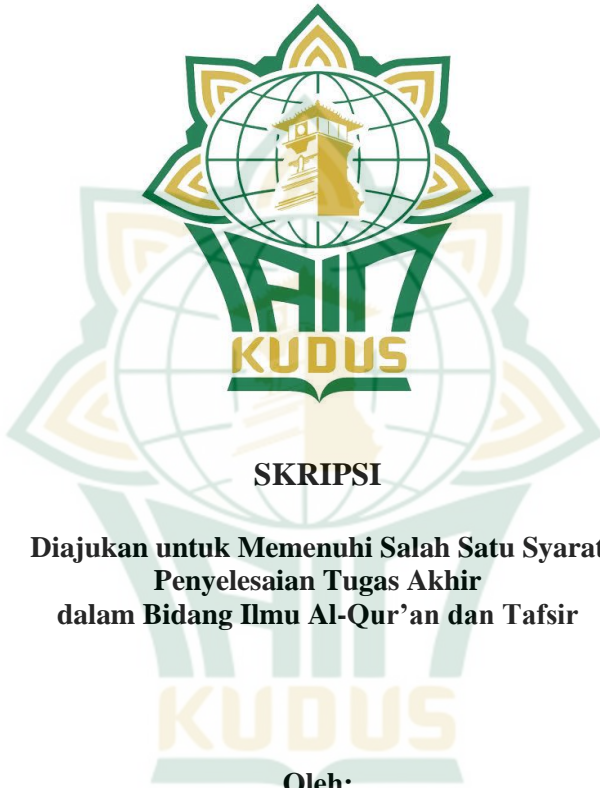 IAIN
KUDUS
SKRIPSI
Diajukan untuk Memenuhi Salah Satu Syarat
Penyelesaian Tugas Akhir
dalam Bidang Ilmu Al-Qur’an dan Tafsir
KUDUS
Oleh: